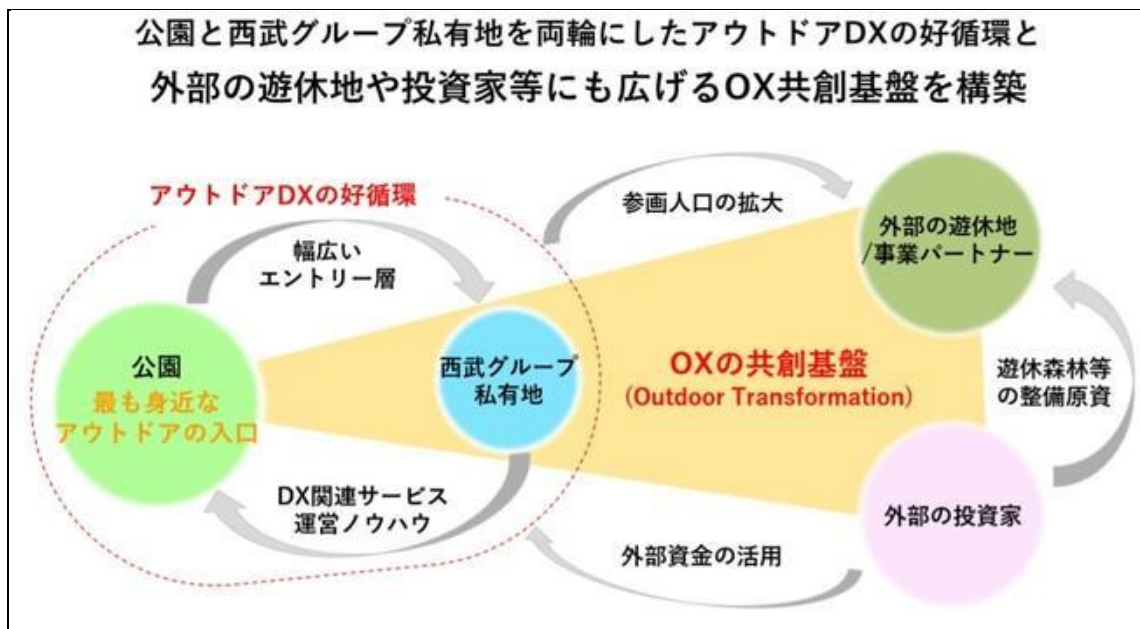 公園と西武グループ私有地を両輪にしたアウトドアDXの好循環と
外部の遊休地や投資家等にも広げるOX共創基盤を構築
アウトドアDXの好循環
幅広い
エントリー層
参画人口の拡大
外部の遊休地
/事業パートナー
公園
最も身近な
アウトドアの入口
西武グループ
私有地
OXの共創基盤
(Outdoor Transformation)
遊休森林等
の整備原資
DX関連サービス
運営ノウハウ
外部資金の活用
外部の投資家